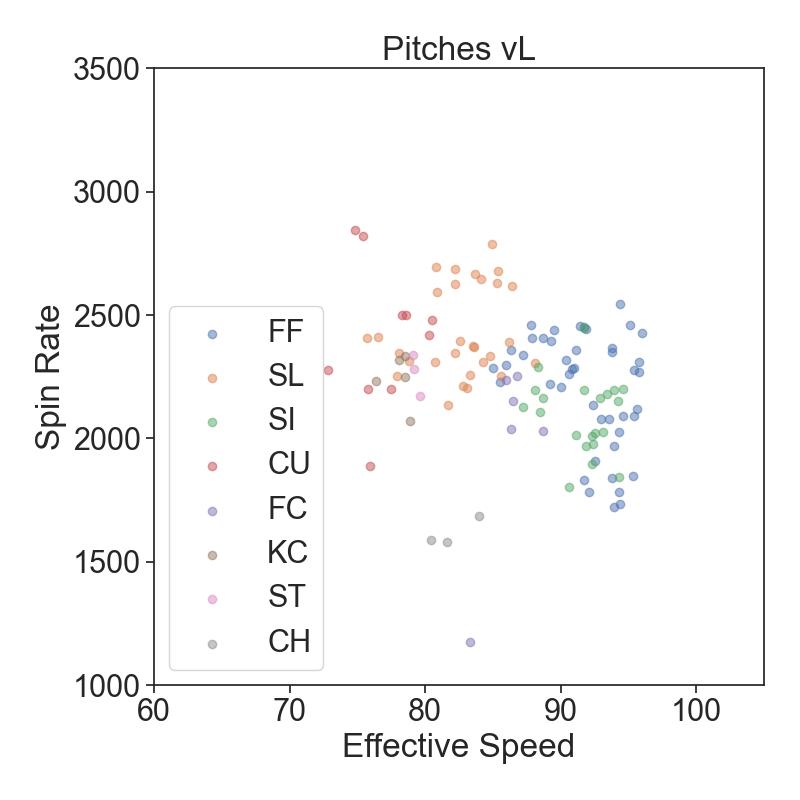 Pitches vL
3500
3000
2500
2000
1500
1000
Spin Rate
FF
SL
SI
CU
FC
KC
ST
CH
60
70
80
90
100
Effective Speed